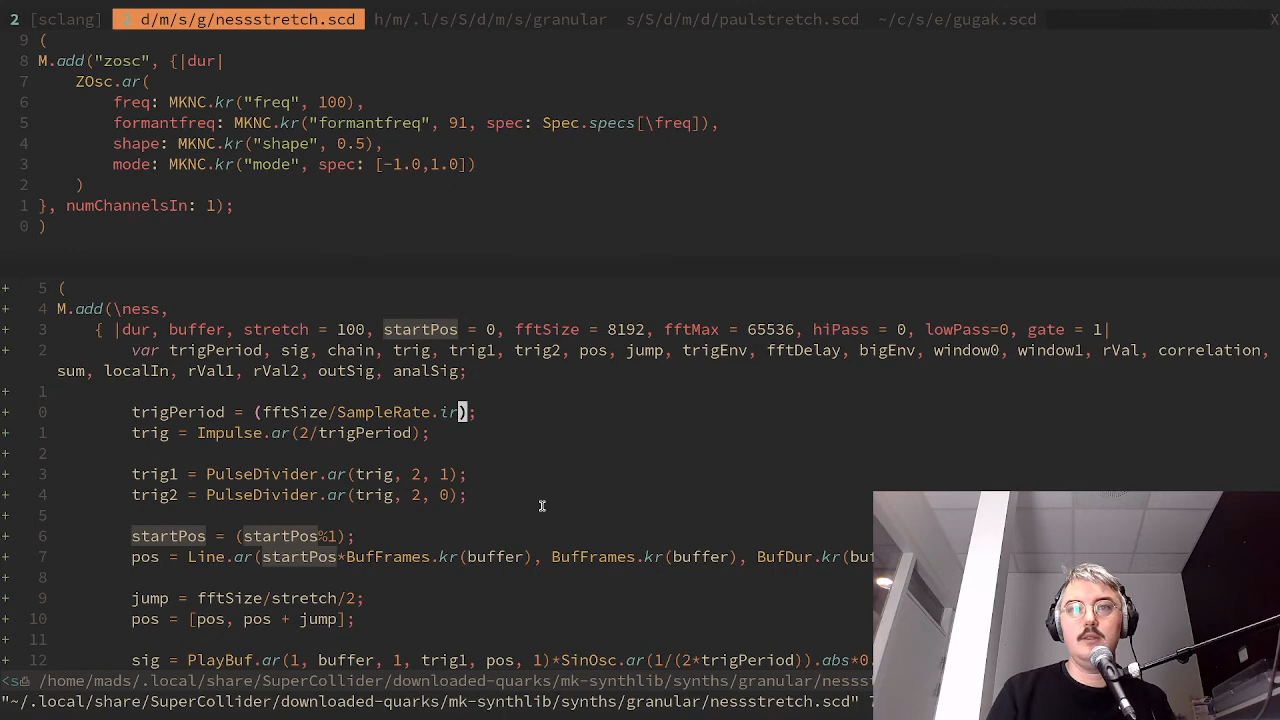 2 [sclang] 2 d/m/s/g/nessstretch.scd h/m/.l/s/S/d/m/s/granular s/S/d/m/d/paulstretch.scd ~/c/s/e/gugak.scd X
9 (
8 M.add("zosc", {|dur|
7 ZOsc.ar(
6 freq: MKNC.kr("freq", 100),
5 formantfreq: MKNC.kr("formantfreq", 91, spec: Spec.specs[\freq]),
4 shape: MKNC.kr("shape", 0.5),
3 mode: MKNC.kr("mode", spec: [-1.0,1.0])
2 )
1 }, numChannelsIn: 1);
0 )
+ 5 (
+ 4 M.add(\ness,
+ 3 { |dur, buffer, stretch = 100, startPos = 0, fftSize = 8192, fftMax = 65536, hiPass = 0, lowPass=0, gate = 1|
+ 2 var trigPeriod, sig, chain, trig, trig1, trig2, pos, jump, trigEnv, fftDelay, bigEnv, window0, window1, rVal, correlation,
+ sum, localIn, rVal1, rVal2, outSig, analSig;
+ 1
+ 0 trigPeriod = (fftSize/SampleRate.ir);
+ 1 trig = Impulse.ar(2/trigPeriod);
+ 2
+ 3 trig1 = PulseDivider.ar(trig, 2, 1);
+ 4 trig2 = PulseDivider.ar(trig, 2, 0);
+ 5
+ 6 startPos = (startPos%1);
+ 7 pos = Line.ar(startPos*BufFrames.kr(buffer), BufFrames.kr(buffer), BufDur.kr(buf
+ 8
+ 9 jump = fftSize/stretch/2;
+ 10 pos = [pos, pos + jump];
+ 11
+ 12 sig = PlayBuf.ar(1, buffer, 1, trig1, pos, 1)*SinOsc.ar(1/(2*trigPeriod)).abs*0.
/home/mads/.local/share/SuperCollider/downloaded-quarks/mk-synthlib/synths/granular/nessst
"~/.local/share/SuperCollider/downloaded-quarks/mk-synthlib/synths/granular/nessstretch.scd" 7